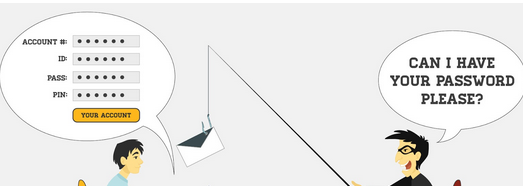 ACCOUNT #:
ID:
PASS:
PIN:
YOUR ACCOUNT
CAN I HAVE
YOUR PASSWORD
PLEASE?